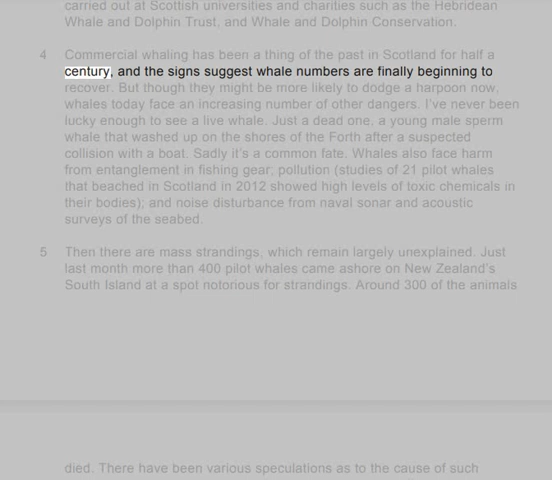 carried out at Scottish universities and charities such as the Hebridean
Whale and Dolphin Trust, and Whale and Dolphin Conservation.
4 Commercial whaling has been a thing of the past in Scotland for half a
century, and the signs suggest whale numbers are finally beginning to
recover. But though they might be more likely to dodge a harpoon now,
whales today face an increasing number of other dangers. I've never been
lucky enough to see a live whale. Just a dead one, a young male sperm
whale that washed up on the shores of the Forth after a suspected
collision with a boat. Sadly it's a common fate. Whales also face harm
from entanglement in fishing gear; pollution (studies of 21 pilot whales
that beached in Scotland in 2012 showed high levels of toxic chemicals in
their bodies); and noise disturbance from naval sonar and acoustic
surveys of the seabed.
5 Then there are mass strandings, which remain largely unexplained. Just
last month more than 400 pilot whales came ashore on New Zealand's
South Island at a spot notorious for strandings. Around 300 of the animals
died. There have been various speculations as to the cause of such